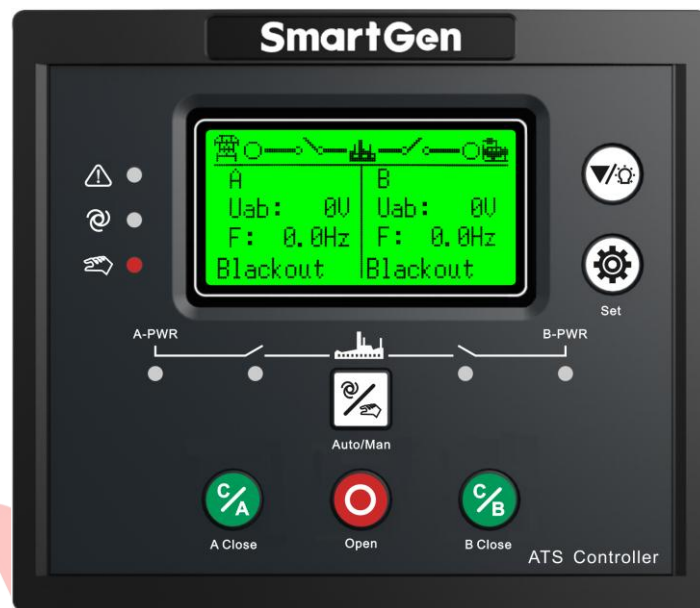 SmartGen
A B
Uab: 0V Uab: 0V
F: 0.0Hz F: 0.0Hz
Blackout Blackout
Set
A-PWR B-PWR
Auto/Man
C/A C/B
A Close Open B Close
ATS Controller